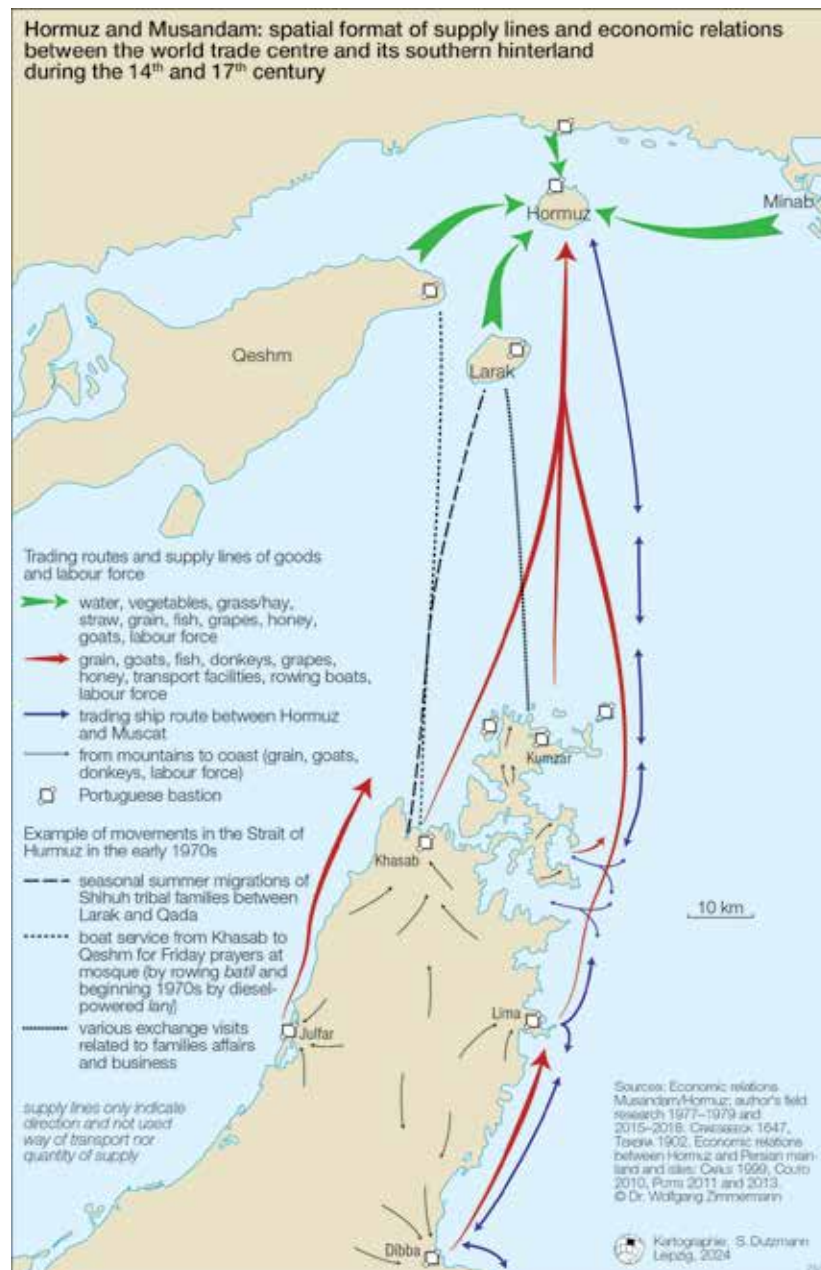 Hormuz and Musandam: spatial format of supply lines and economic relations
between the world trade centre and its southern hinterland
during the 14th and 17th century
Hormuz
Minab
Qeshm
Larak
Trading routes and supply lines of goods
and labour force
water, vegetables, grass/hay,
straw, grain, fish, grapes, honey,
goats, labour force
grain, goats, fish, donkeys, grapes,
honey, transport facilities, rowing boats,
labour force
trading ship route between Hormuz
and Muscat
from mountains to coast (grain, goats,
donkeys, labour force)
Portuguese bastion
Kumzar
Khasab
Example of movements in the Strait of
Hurmuz in the early 1970s
seasonal summer migrations of
Shihuh tribal families between
Larak and Qada
boat service from Khasab to
Qeshm for Friday prayers at
mosque (by rowing batil and
beginning 1970s by diesel-
powered lanj)
various exchange visits
related to families affairs
and business
supply lines only indicate
direction and not used
way of transport nor
quantity of supply
10 km
Julfar
Lima
Dibba
Sources: Economic relations
Musandam/Hormuz: author's field
research 1977–1979 and
2015–2018. 1647,
1902. Economic relations
between Hormuz and Persian main-
land and isles: 1999, Couto
2010, Potts 2011 and 2013.
© Dr. Wolfgang Zimmermann
Kartographie: S. Dutzmann
Leipzig, 2024